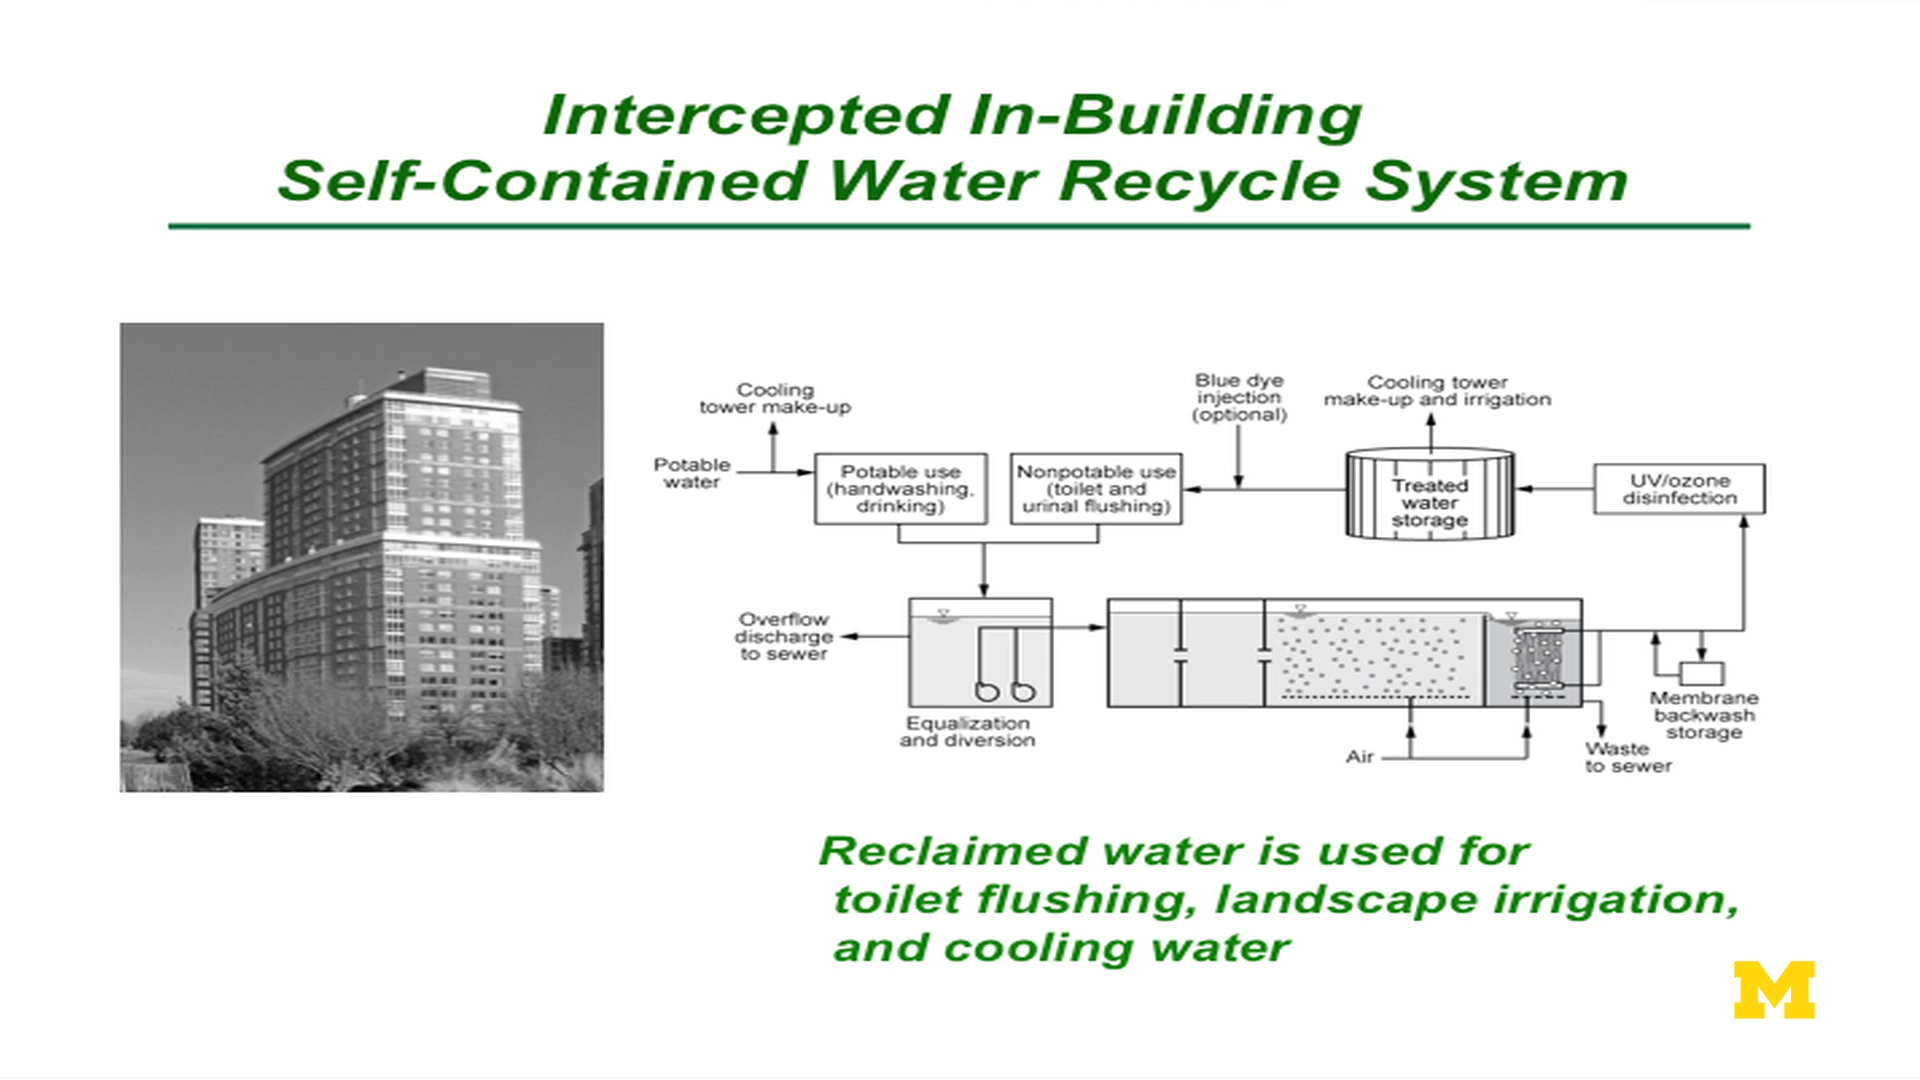 Intercepted In-Building
Self-Contained Water Recycle System
Cooling
tower make-up
Potable
water
Potable use
(handwashing,
drinking)
Nonpotable use
(toilet and
urinal flushing)
Blue dye
injection
(optional)
Cooling tower
make-up and irrigation
Treated
water
storage
UV/ozone
disinfection
Overflow
discharge
to sewer
Equalization
and diversion
Air
Membrane
backwash
storage
Waste
to sewer
Reclaimed water is used for
toilet flushing, landscape irrigation,
and cooling water
M